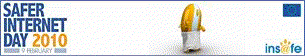 SAFER
INTERNET
DAY 2010
9 FEBRUARY
insafe